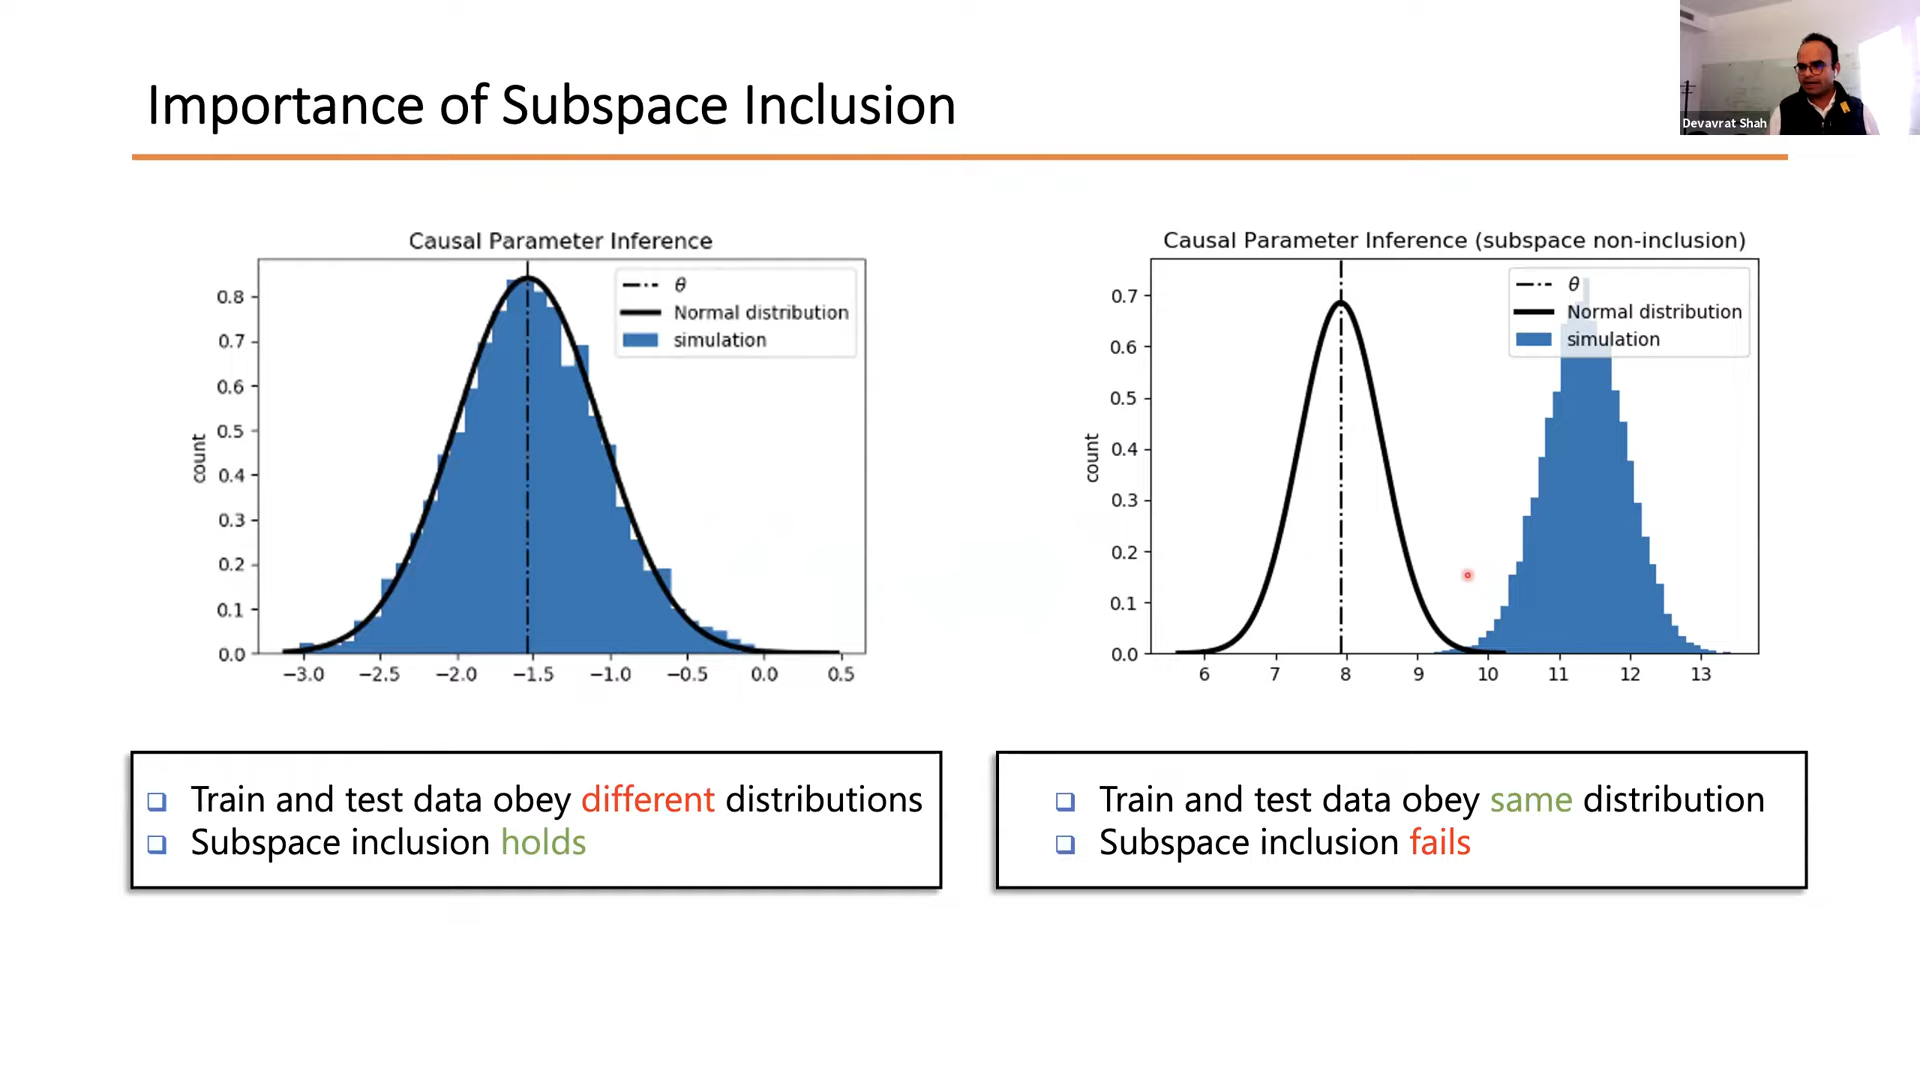 Importance of Subspace Inclusion
Devavrat Shah
Causal Parameter Inference
θ
Normal distribution
simulation
count
0.8
0.7
0.6
0.5
0.4
0.3
0.2
0.1
0.0
−3.0 −2.5 −2.0 −1.5 −1.0 −0.5 0.0 0.5
Causal Parameter Inference (subspace non-inclusion)
θ
Normal distribution
simulation
count
0.7
0.6
0.5
0.4
0.3
0.2
0.1
0.0
6 7 8 9 10 11 12 13
❑ Train and test data obey different distributions
❑ Subspace inclusion holds
❑ Train and test data obey same distribution
❑ Subspace inclusion fails